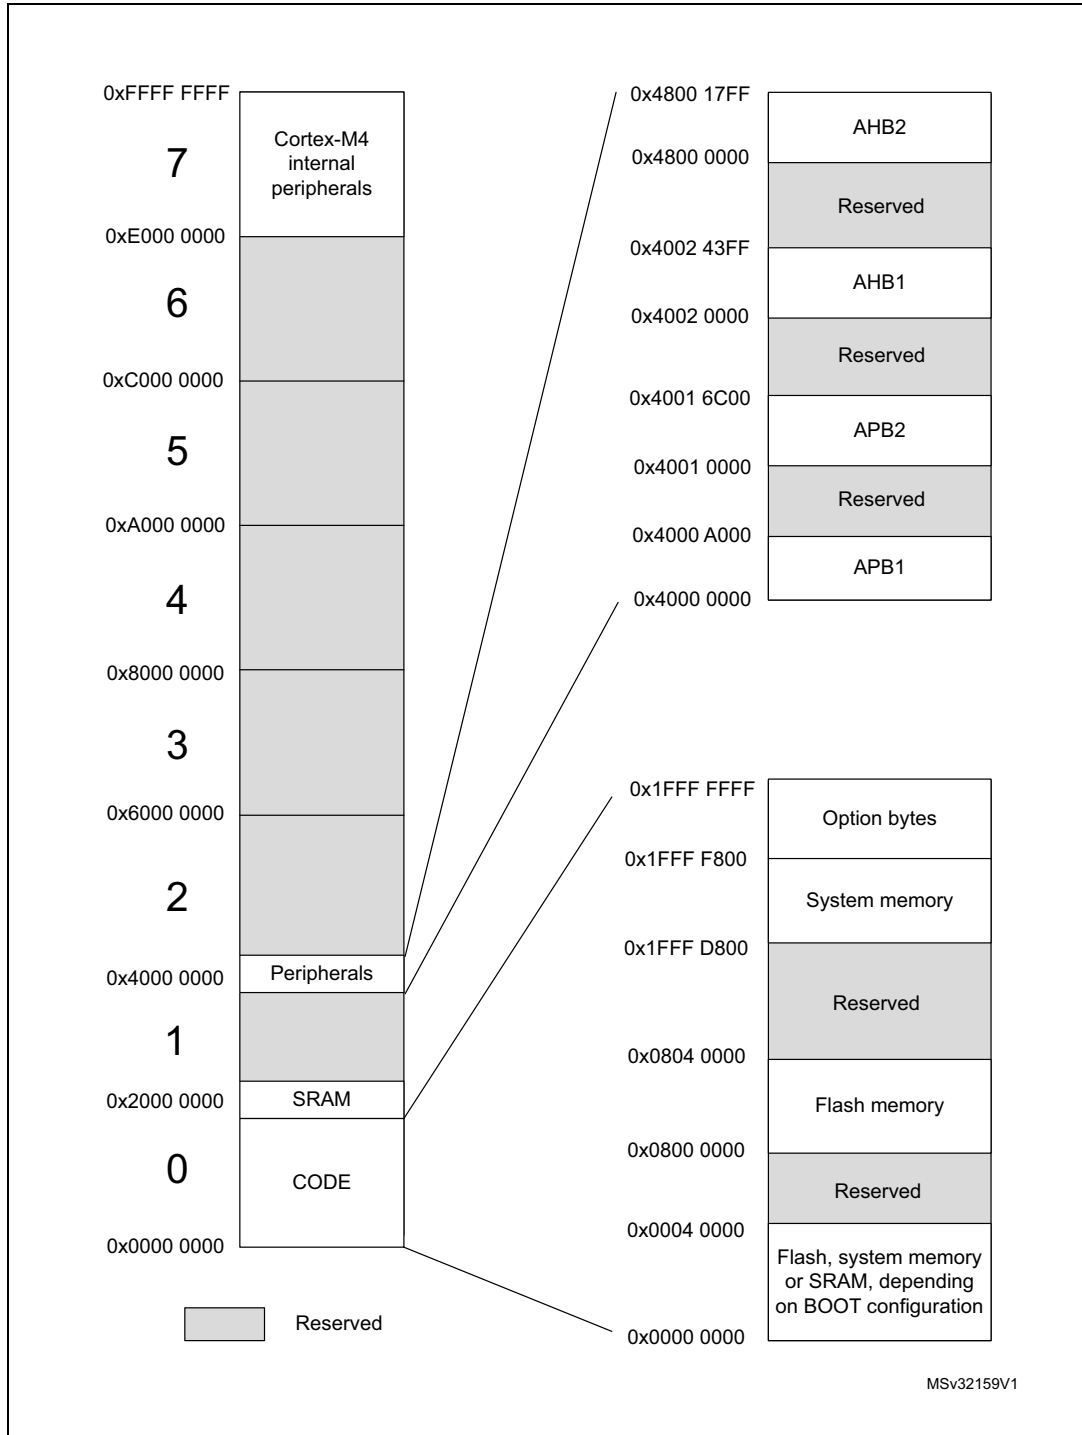 0xFFFF FFFF
7
Cortex-M4
internal
peripherals
0xE000 0000
6
0xC000 0000
5
0xA000 0000
4
0x8000 0000
3
0x6000 0000
2
0x4000 0000
Peripherals
1
0x2000 0000
SRAM
0
CODE
0x0000 0000
Reserved
0x4800 17FF
AHB2
0x4800 0000
Reserved
0x4002 43FF
AHB1
0x4002 0000
Reserved
0x4001 6C00
APB2
0x4001 0000
Reserved
0x4000 A000
APB1
0x4000 0000
0x1FFF FFFF
Option bytes
0x1FFF F800
System memory
0x1FFF D800
Reserved
0x0804 0000
Flash memory
0x0800 0000
Reserved
0x0004 0000
Flash, system memory
or SRAM, depending
on BOOT configuration
0x0000 0000
MSv32159V1